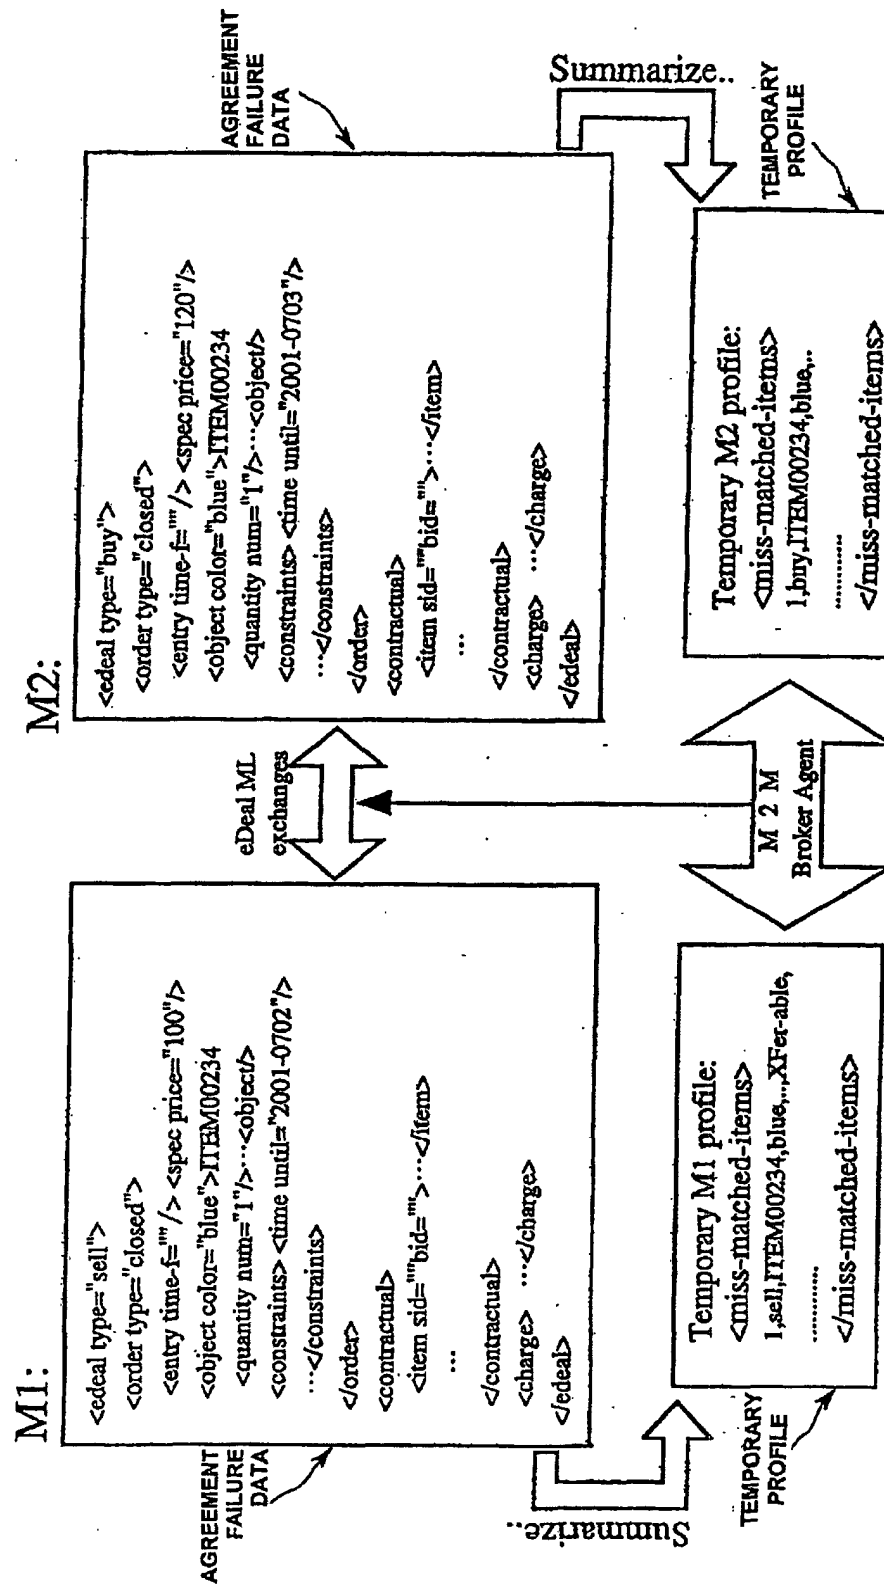 M1:
AGREEMENT
FAILURE
DATA
<edeal type="sell">
<order type="closed">
<entry time-f="" /> <spec price="100"/>
<object color="blue">ITEM00234
<quantity num="1"/>…<object/>
<constraints> <time until="2001-0702"/>
…</constraints>
</order>
<contractual>
<item sid=""bid="">…</item>
…
</contractual>
<charge> …</charge>
</edeal>
Summarize..
TEMPORARY
PROFILE
Temporary M1 profile:
<miss-matched-items>
1,sell,ITEM00234,blue,..,XFer-able,
............
</miss-matched-items>
eDeal ML
exchanges
M 2 M
Broker Agent
M2:
AGREEMENT
FAILURE
DATA
<edeal type="buy">
<order type="closed">
<entry time-f="" /> <spec price="120"/>
<object color="blue">ITEM00234
<quantity num="1"/>…<object/>
<constraints> <time until="2001-0703"/>
…</constraints>
</order>
<contractual>
<item sid=""bid="">…</item>
…
</contractual>
<charge> …</charge>
</edeal>
Summarize..
TEMPORARY
PROFILE
Temporary M2 profile:
<miss-matched-items>
1,buy,ITEM00234,blue,..
............
</miss-matched-items>